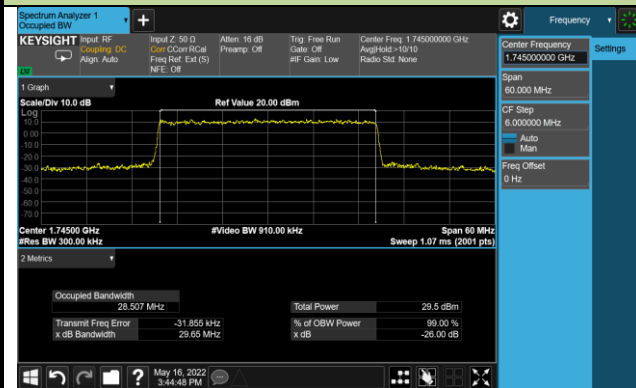 Spectrum Analyzer 1
Occupied BW
Frequency
KEYSIGHT
Input: RF
Coupling: DC
Align: Auto
Input Z: 50 Ω
Corr CCorr RCal
Freq Ref: Ext (S)
NFE: Off
Atten: 16 dB
Preamp: Off
Trig: Free Run
Gate: Off
#IF Gain: Low
Center Freq: 1.745000000 GHz
Avg|Hold:>10/10
Radio Std: None
Center Frequency
1.745000000 GHz
Settings
Span
60.000 MHz
CF Step
6.000000 MHz
Auto
Man
Freq Offset
0 Hz
1 Graph
Scale/Div 10.0 dB
Ref Value 20.00 dBm
Log
10.0
0.00
-10.0
-20.0
-30.0
-40.0
-50.0
-60.0
-70.0
Center 1.74500 GHz
#Video BW 910.00 kHz
Span 60 MHz
#Res BW 300.00 kHz
Sweep 1.07 ms (2001 pts)
2 Metrics
Occupied Bandwidth
28.507 MHz
Total Power 29.5 dBm
Transmit Freq Error -31.855 kHz
% of OBW Power 99.00 %
x dB Bandwidth 29.65 MHz
x dB -26.00 dB
May 16, 2022
3:44:48 PM